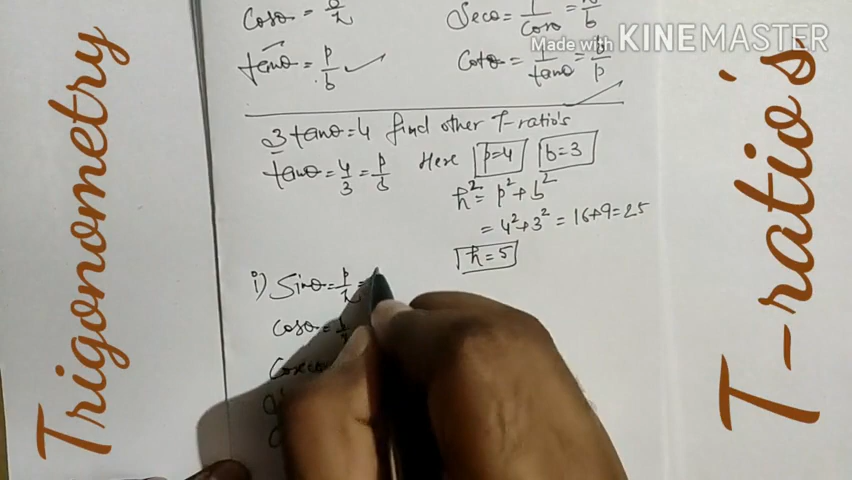 Trigonometry
cosθ = b/h
Secθ = 1/cosθ = h/b
Made with KINEMASTER
tanθ = p/b
Cotθ = 1/tanθ = b/p
3 tanθ = 4 find other T-ratio's
tanθ = 4/3 = p/b Here p=4 b=3
h² = p² + b²
= 4² + 3² = 16+9 = 25
h = 5
i) Sinθ = p/h =
cosθ =
T-ratio's